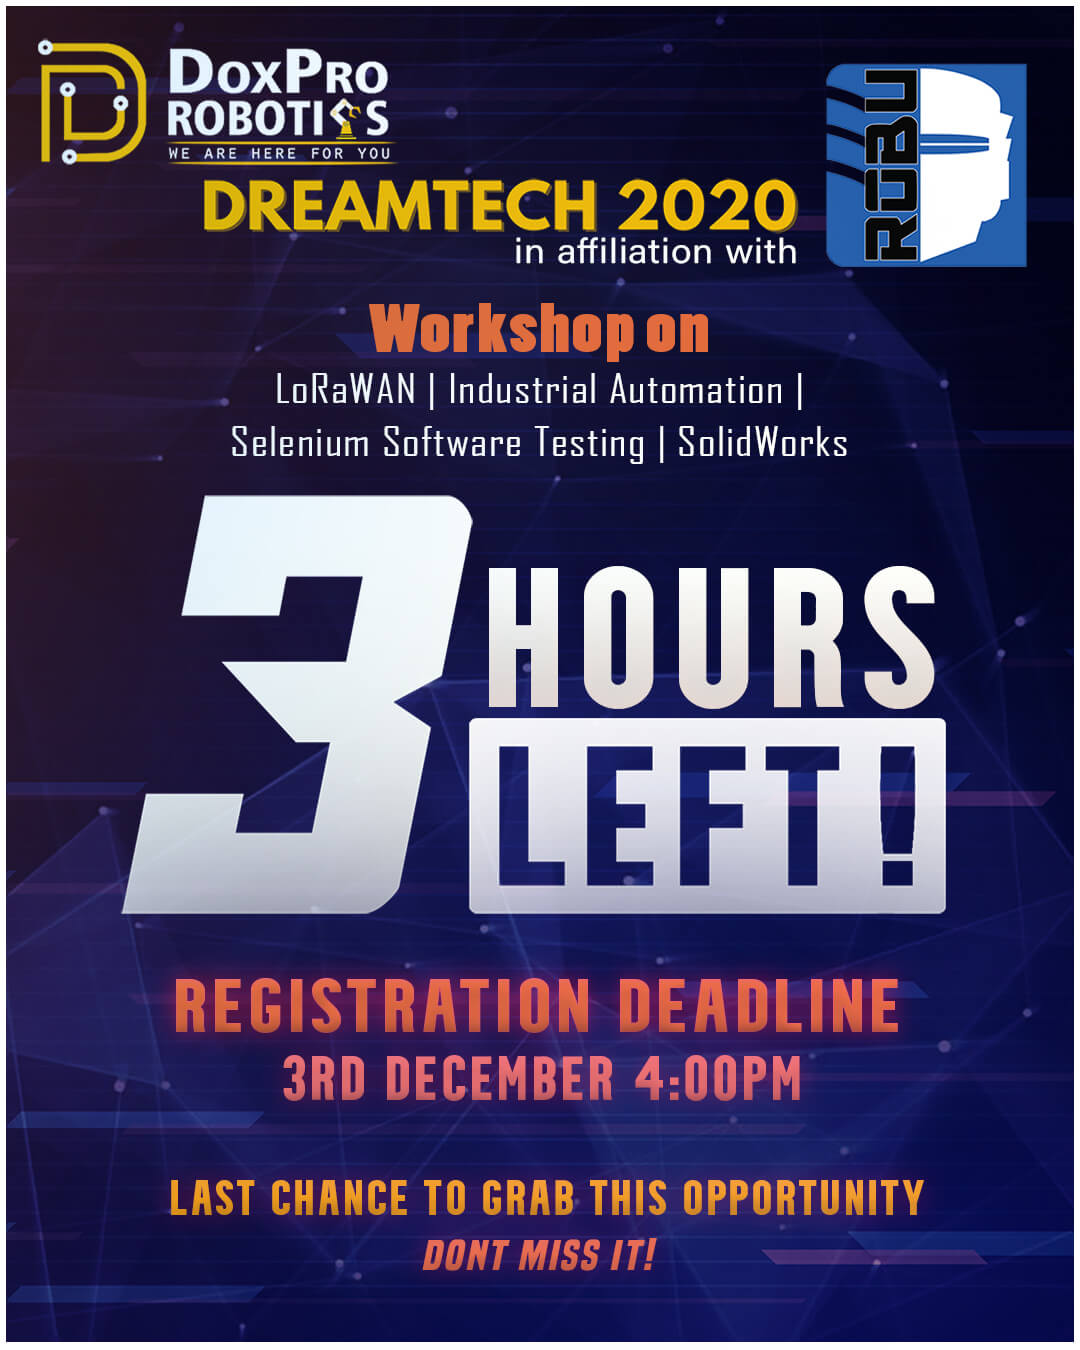 DOXPRO
ROBOTICS
WE ARE HERE FOR YOU
ROBU
DREAMTECH 2020
in affiliation with
Workshop on
LoRaWAN | Industrial Automation |
Selenium Software Testing | SolidWorks
3 HOURS
LEFT!
REGISTRATION DEADLINE
3RD DECEMBER 4:00PM
LAST CHANCE TO GRAB THIS OPPORTUNITY
DONT MISS IT!